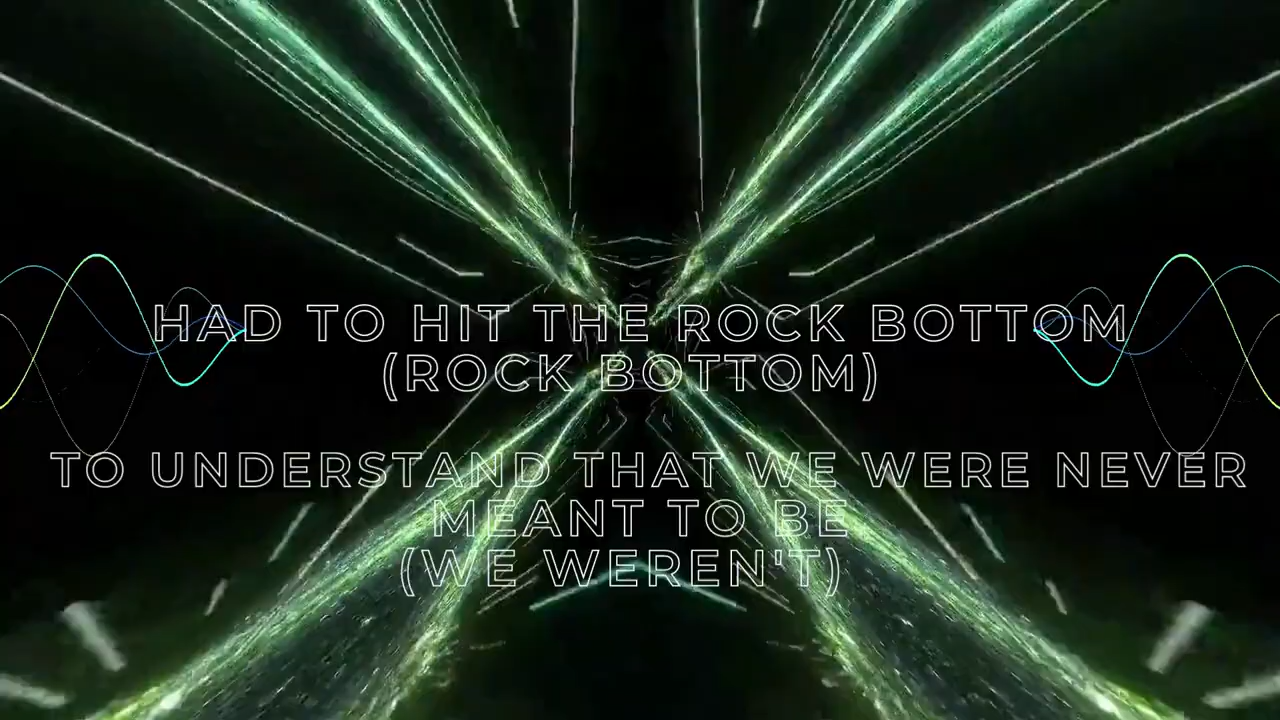 HAD TO HIT THE ROCK BOTTOM
(ROCK BOTTOM)
TO UNDERSTAND THAT WE WERE NEVER
MEANT TO BE
(WE WEREN'T)